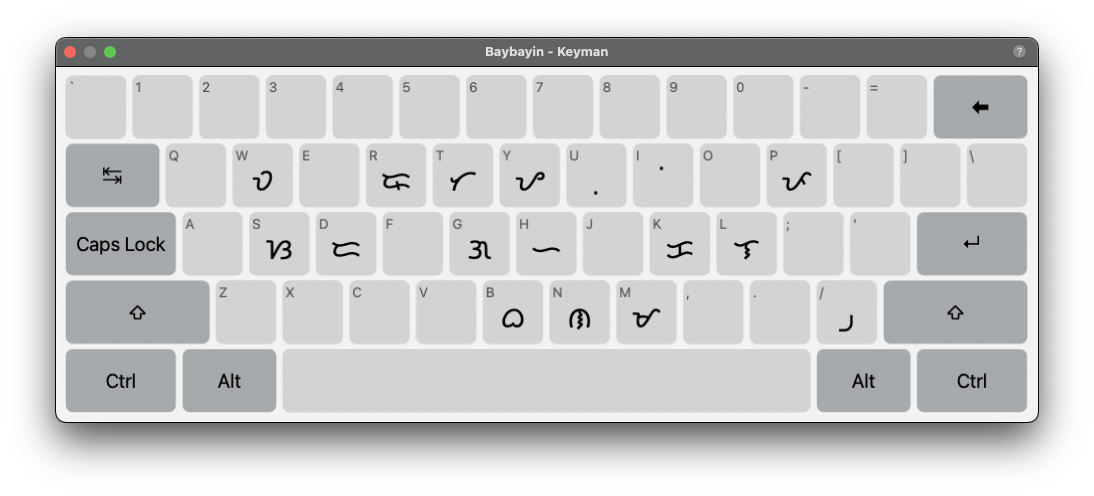 Baybayin - Keyman ?
` 1 2 3 4 5 6 7 8 9 0 - =
Q W E R T Y U I O P [ ] \
ᜏ ᜍ ᜆ ᜌ ᜓ ᜒ ᜉ
A S D F G H J K L ; '
Caps Lock ᜐ ᜇ ᜄ ᜑ ᜃ ᜎ
Z X C V B N M , . /
ᜊ ᜈ ᜋ ᜕
Ctrl Alt Alt Ctrl